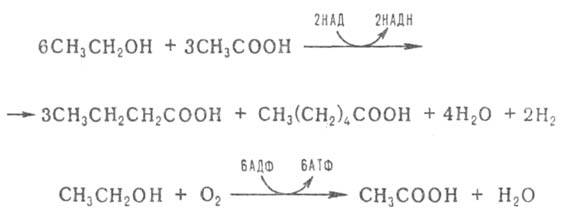 2НАД 2НАДН
6CH₃CH₂OH + 3CH₃COOH ⟶
→ 3CH₃CH₂CH₂COOH + CH₃(CH₂)₄COOH + 4H₂O + 2H₂
6АДФ 6АТФ
CH₃CH₂OH + O₂ ⟶ CH₃COOH + H₂O